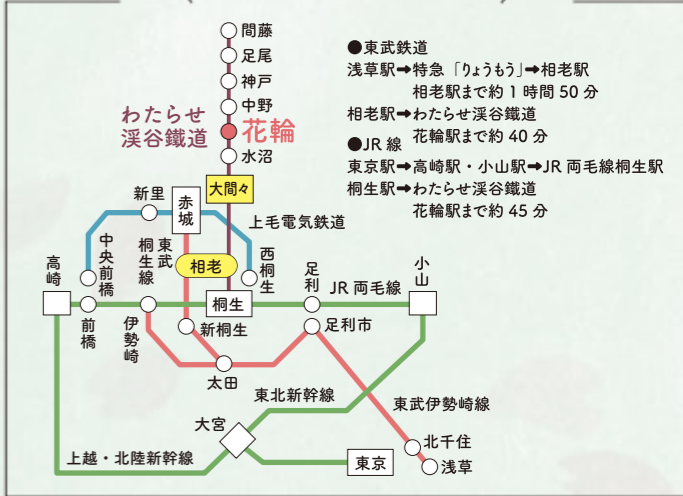 間藤
足尾
神戸
中野
花輪
水沼
わたらせ
渓谷鐵道
大間々
新里
赤城
上毛電気鉄道
中央前橋
東武
桐生線
西桐生
相老
高崎
前橋
伊勢崎
桐生
新桐生
足利
JR 両毛線
小山
足利市
太田
東北新幹線
東武伊勢崎線
大宮
上越・北陸新幹線
東京
北千住
浅草
●東武鉄道
浅草駅➡特急「りょうもう」➡相老駅
相老駅まで約 1 時間 50 分
相老駅➡わたらせ渓谷鐵道
花輪駅まで約 40 分
●JR 線
東京駅➡高崎駅・小山駅➡JR 両毛線桐生駅
桐生駅➡わたらせ渓谷鐵道
花輪駅まで約 45 分